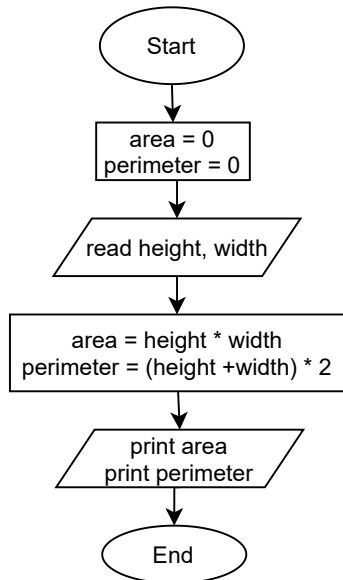 Start
area = 0
perimeter = 0
read height, width
area = height * width
perimeter = (height +width) * 2
print area
print perimeter
End